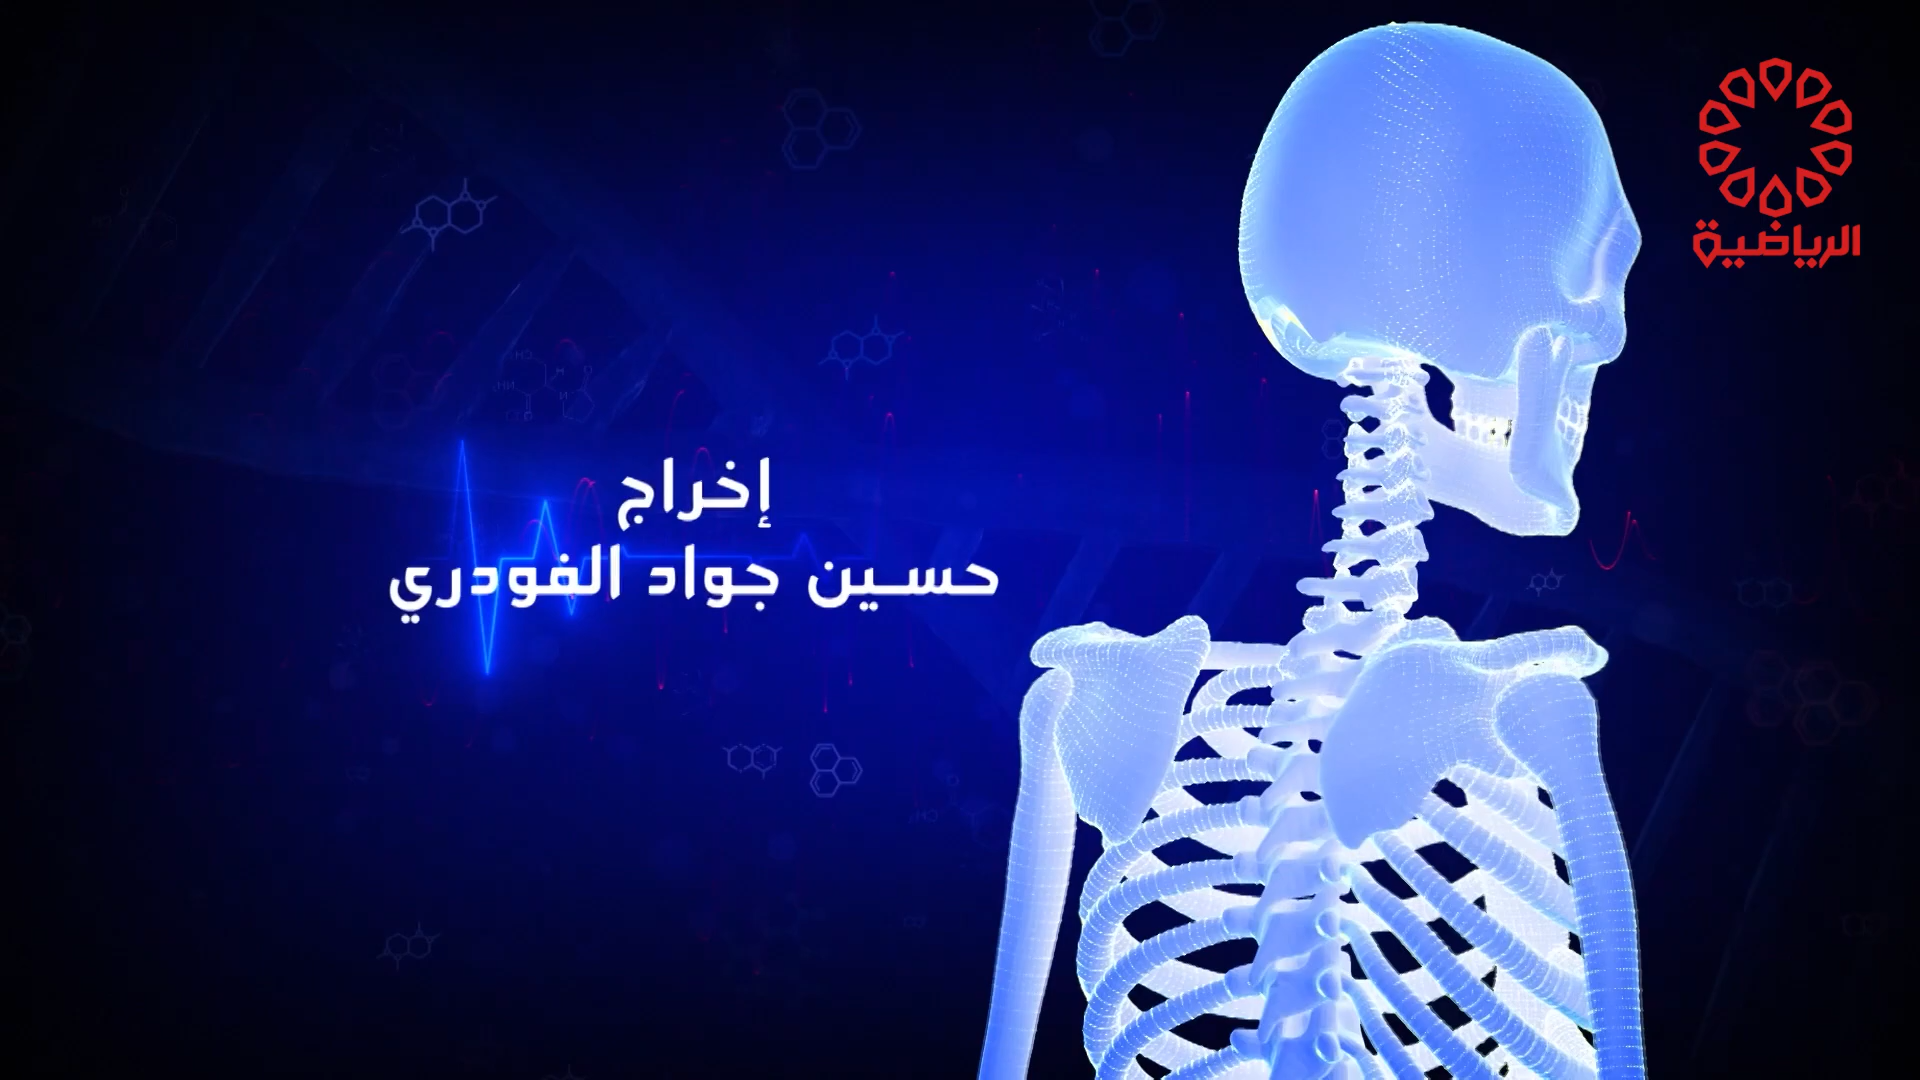 الرياضية
إخراج
حسين جواد الفودري